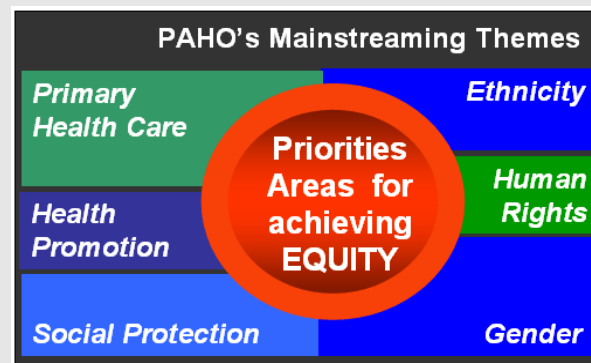 PAHO's Mainstreaming Themes
Primary
Health Care
Health
Promotion
Social Protection
Priorities
Areas for
achieving
EQUITY
Ethnicity
Human
Rights
Gender